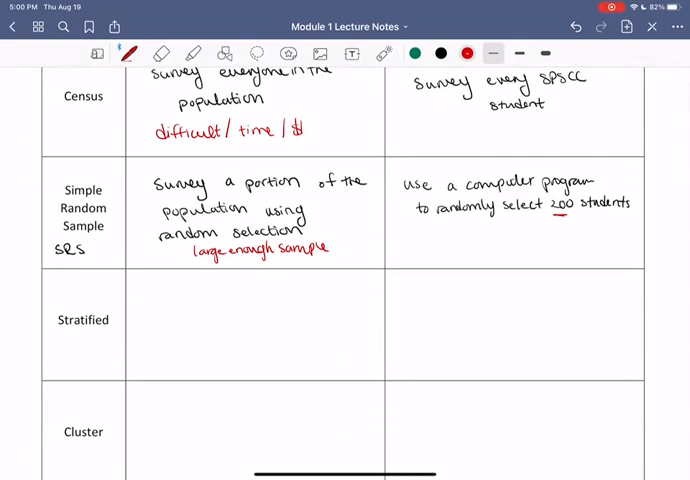 5:00 PM Thu Aug 19
82%
Module 1 Lecture Notes
T
Census
survey everyone in the
population
difficult / time / $
survey every SPSCC
student
Simple
Random
Sample
SRS
survey a portion of the
population using
random selection
large enough sample
use a computer program
to randomly select 200 students
Stratified
Cluster